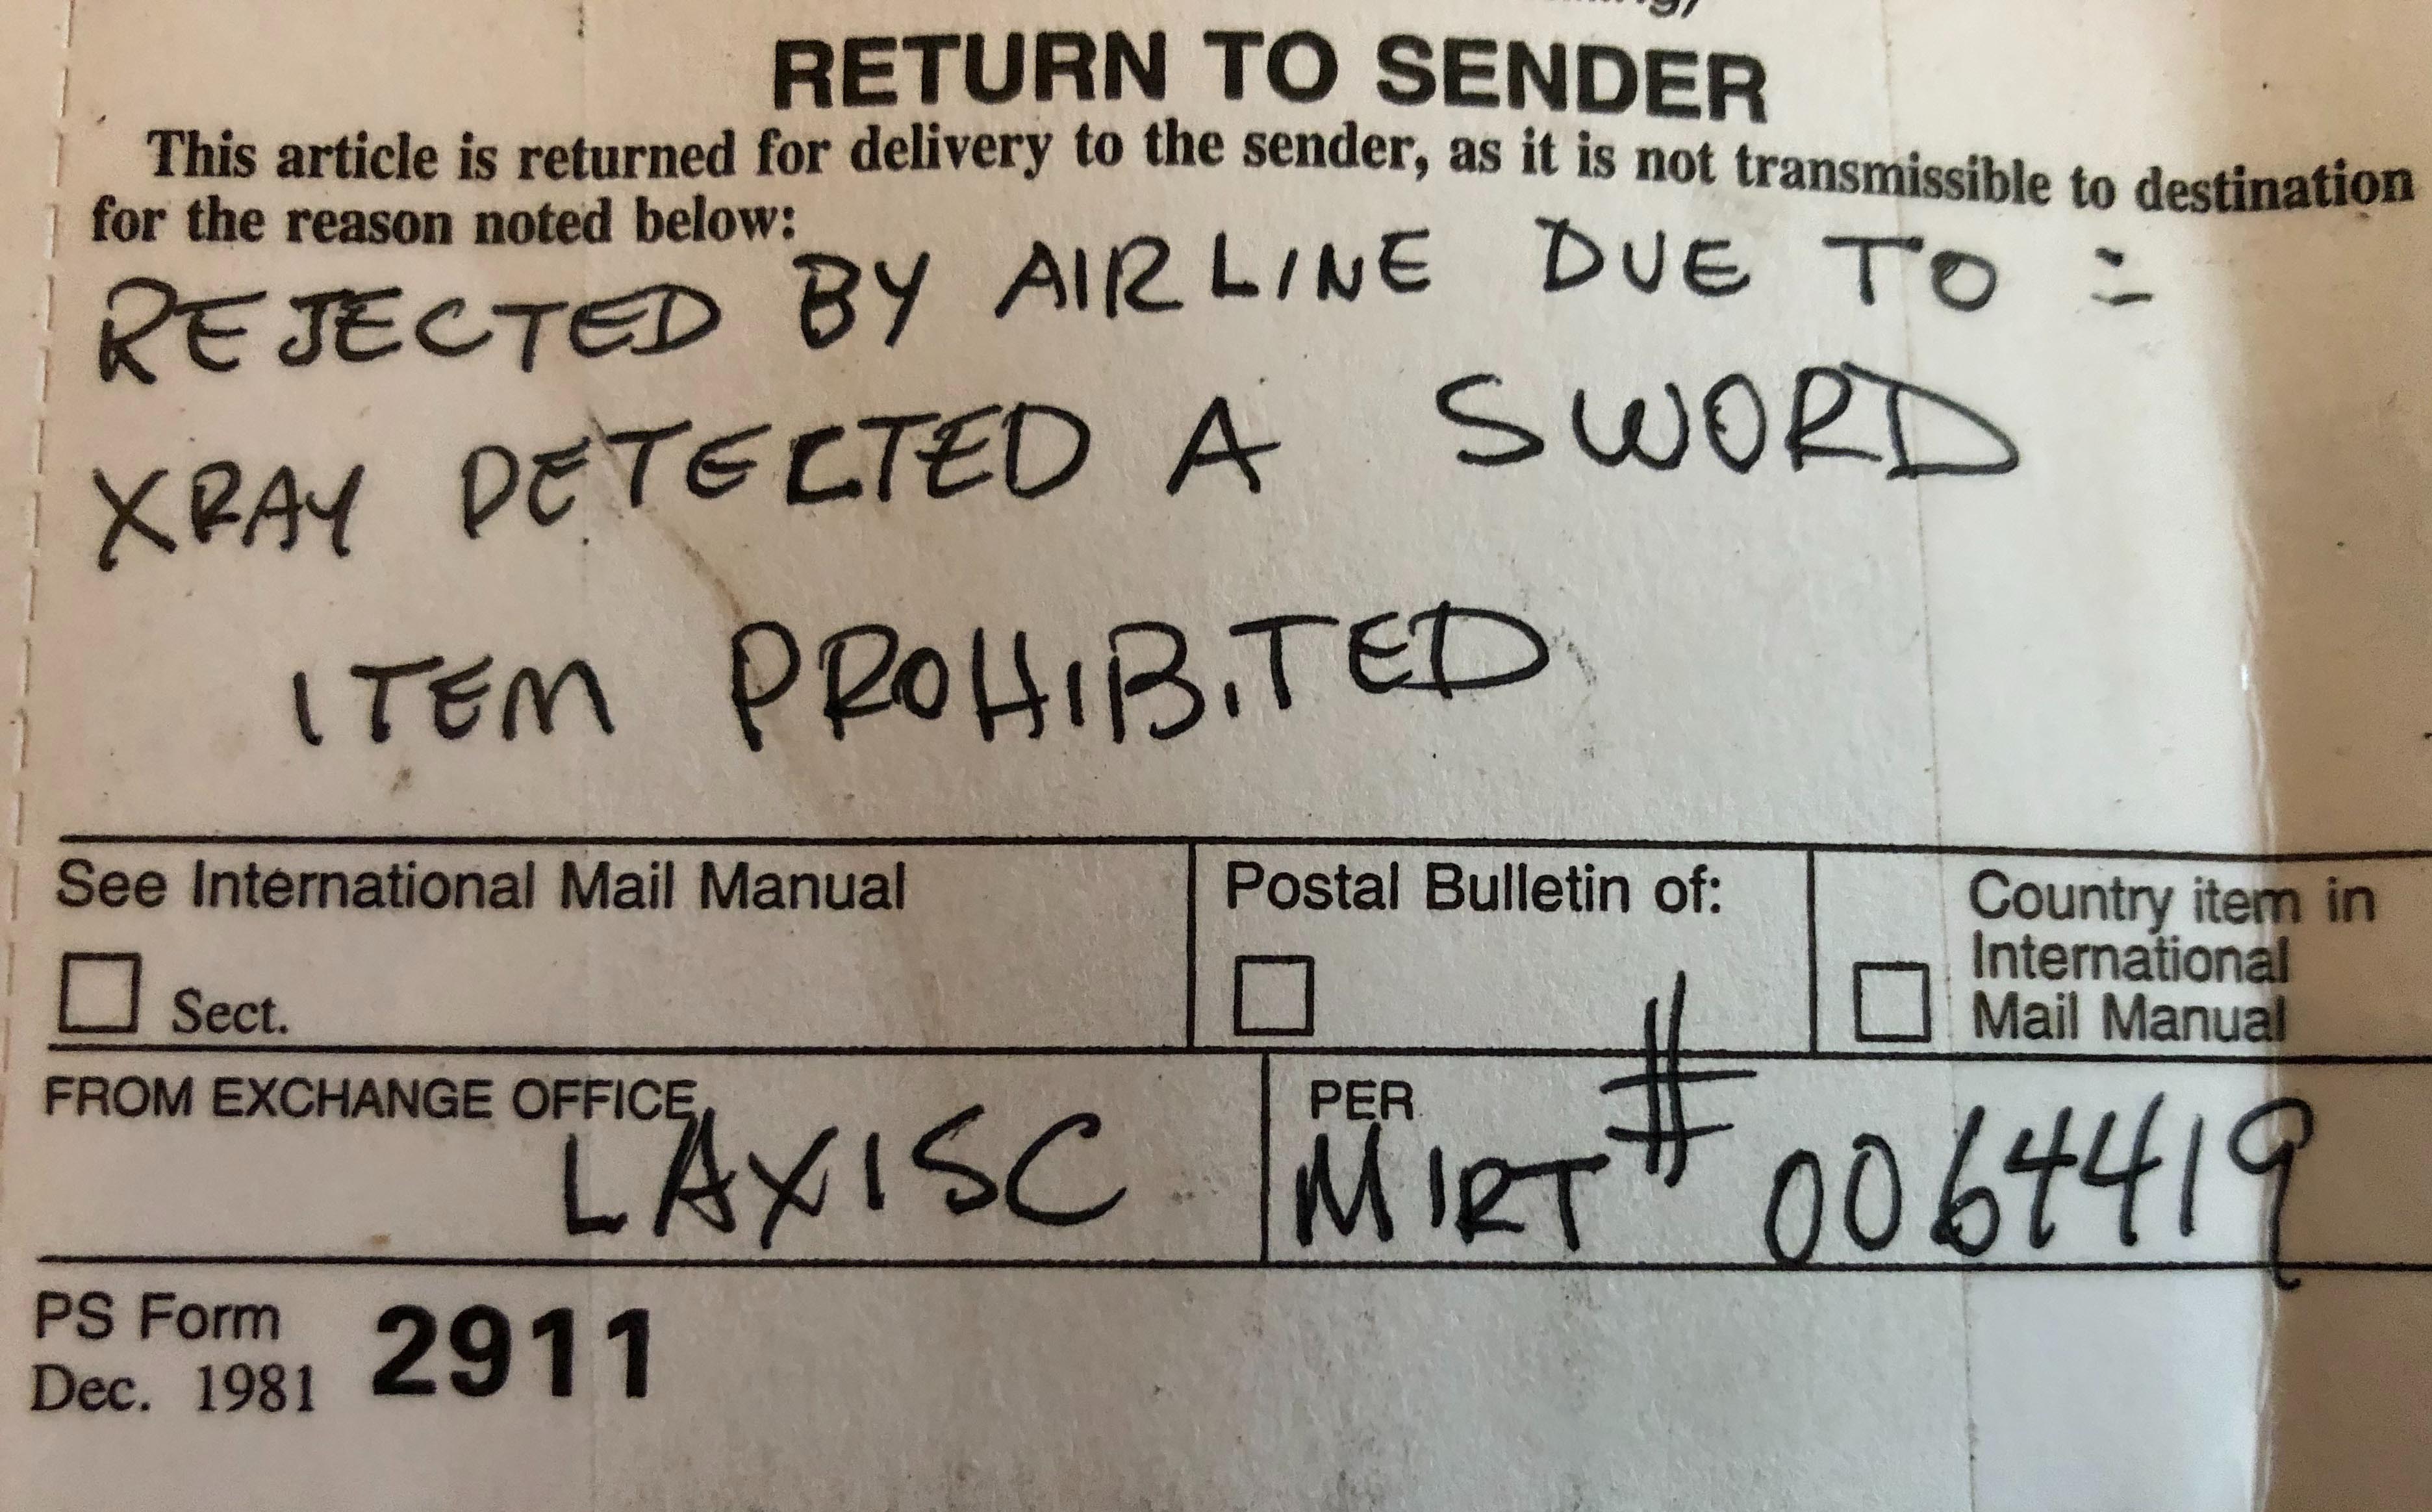 RETURN TO SENDER
This article is returned for delivery to the sender, as it is not transmissible to destination
for the reason noted below:
REJECTED BY AIRLINE DUE TO :-
XRAY DETECTED A SWORD
ITEM PROHIBITED
See International Mail Manual
Sect.
Postal Bulletin of:
Country item in
International
Mail Manual
FROM EXCHANGE OFFICE
LAXISC
PER
MIRT # 0064419
PS Form 2911
Dec. 1981